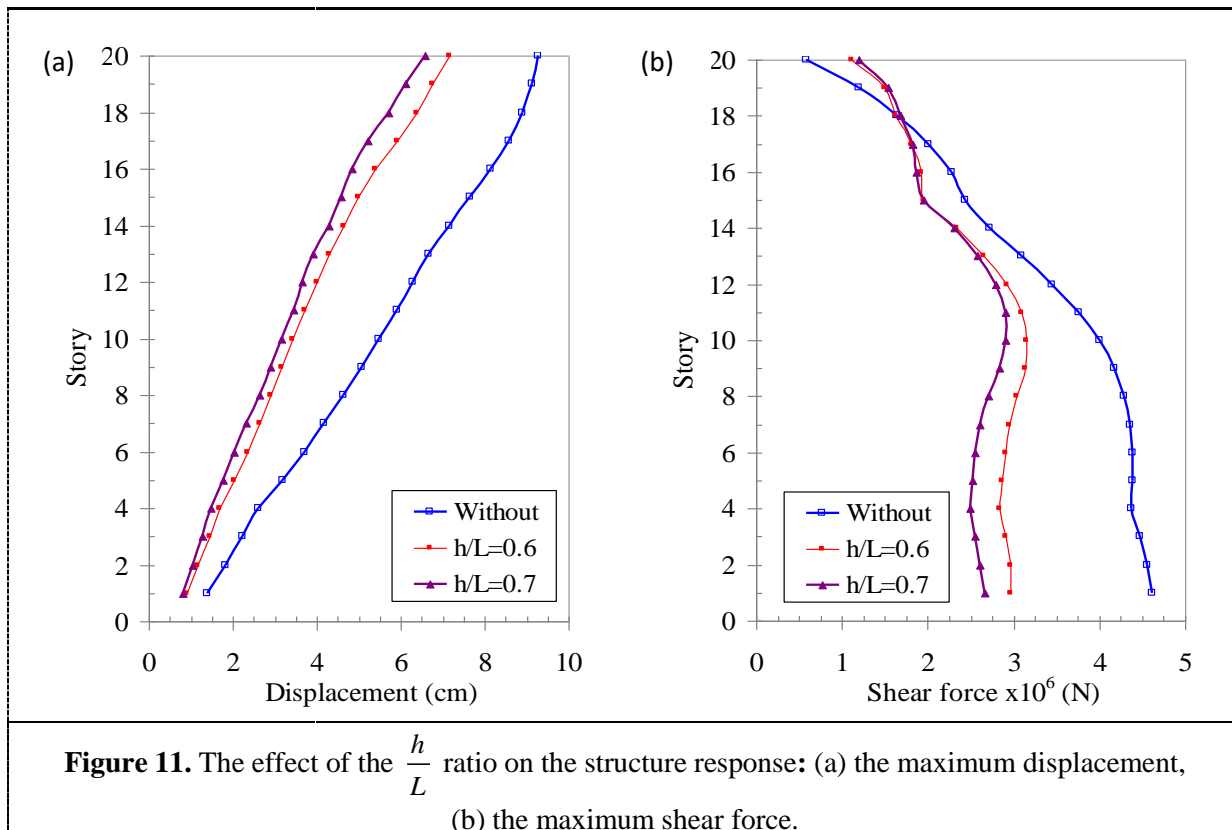 (a)
20
18
16
14
12
10
8
6
4
2
0
Story
Without
h/L=0.6
h/L=0.7
0 2 4 6 8 10
Displacement (cm)
(b)
20
18
16
14
12
10
8
6
4
2
0
Story
Without
h/L=0.6
h/L=0.7
0 1 2 3 4 5
Shear force x10⁶ (N)
Figure 11. The effect of the h/L ratio on the structure response: (a) the maximum displacement,
(b) the maximum shear force.